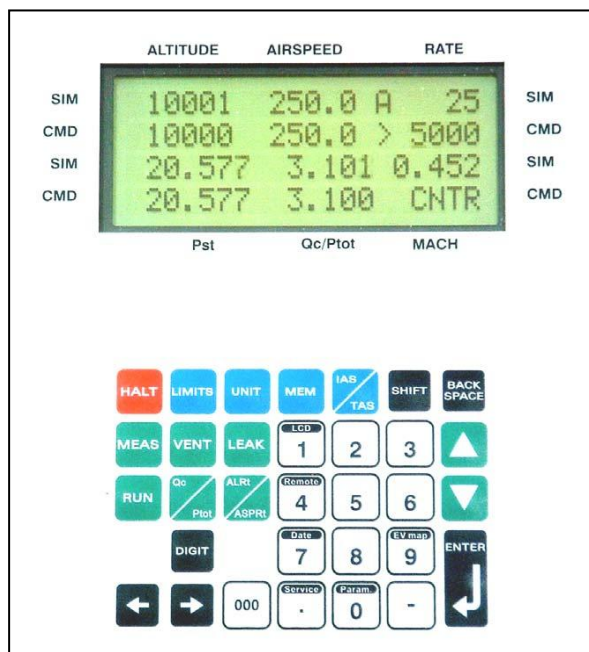 ALTITUDE AIRSPEED RATE
SIM 10001 250.0 A 25 SIM
CMD 10000 250.0 > 5000 CMD
SIM 20.577 3.101 0.452 SIM
CMD 20.577 3.100 CNTR CMD
Pst Qc/Ptot MACH
HALT LIMITS UNIT MEM IAS/TAS SHIFT BACK SPACE
MEAS VENT LEAK LCD 1 2 3
RUN Qc/Ptot ALRt/ASPRt Remote 4 5 6
DIGIT Date 7 8 EV map 9 ENTER
000 Service . Param. 0 -